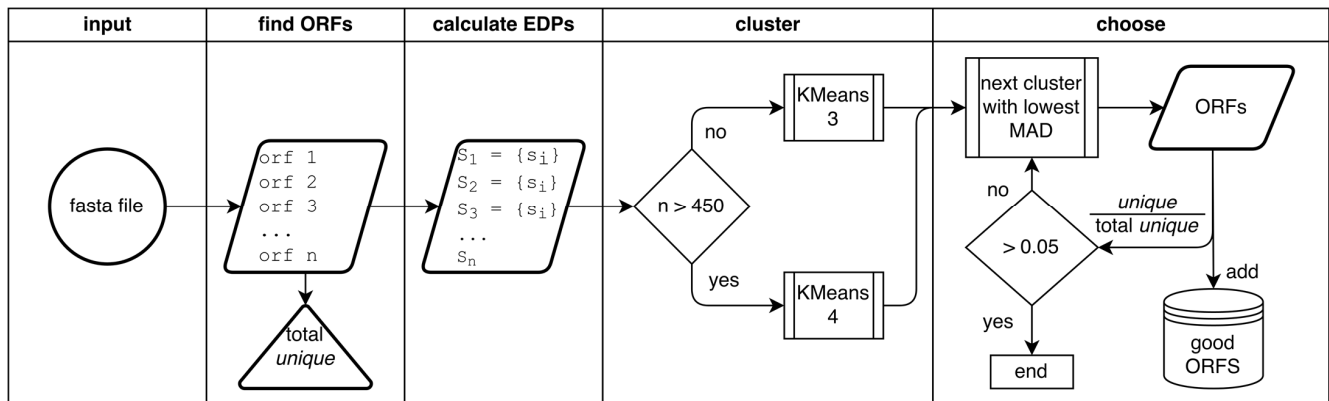 input
find ORFs
calculate EDPs
cluster
choose
fasta file
orf 1
orf 2
orf 3
...
orf n
total
unique
S1 = {si}
S2 = {si}
S3 = {si}
...
Sn
n > 450
no
yes
KMeans
3
KMeans
4
next cluster
with lowest
MAD
ORFs
no
> 0.05
yes
end
unique
total unique
add
good
ORFS